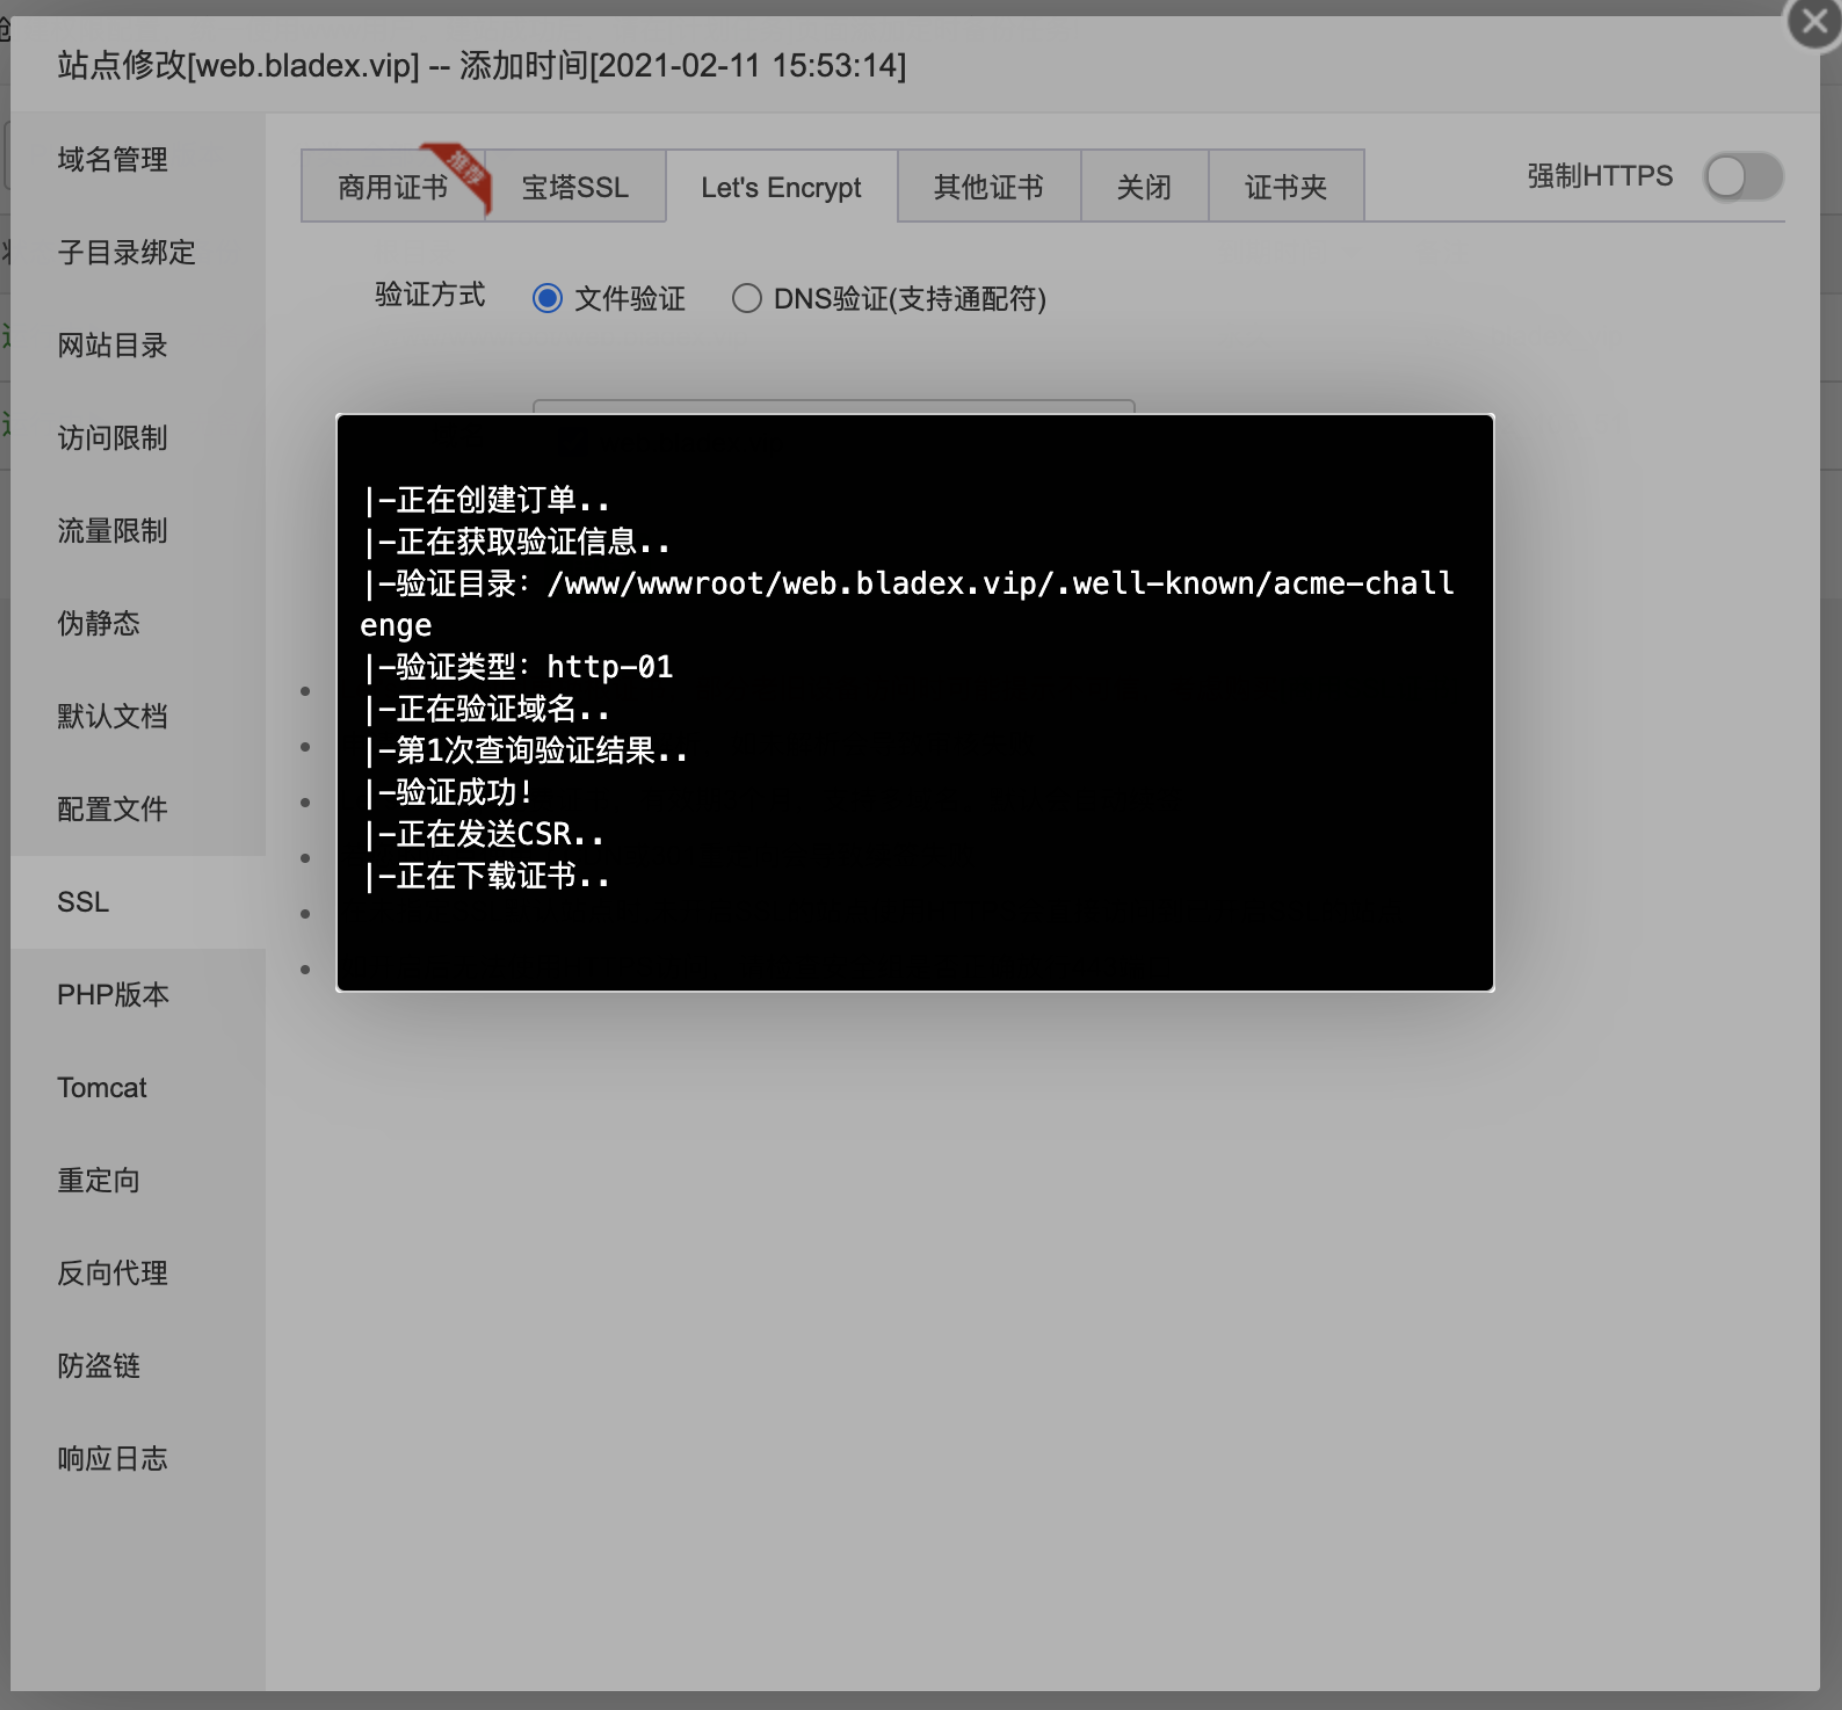 站点修改[web.bladex.vip] -- 添加时间[2021-02-11 15:53:14]
域名管理
子目录绑定
网站目录
访问限制
流量限制
伪静态
默认文档
配置文件
SSL
PHP版本
Tomcat
重定向
反向代理
防盗链
响应日志
商用证书
推荐
宝塔SSL
Let's Encrypt
其他证书
关闭
证书夹
强制HTTPS
验证方式
文件验证
DNS验证(支持通配符)
|-正在创建订单..
|-正在获取验证信息..
|-验证目录：/www/wwwroot/web.bladex.vip/.well-known/acme-chall
enge
|-验证类型：http-01
|-正在验证域名..
|-第1次查询验证结果..
|-验证成功!
|-正在发送CSR..
|-正在下载证书..